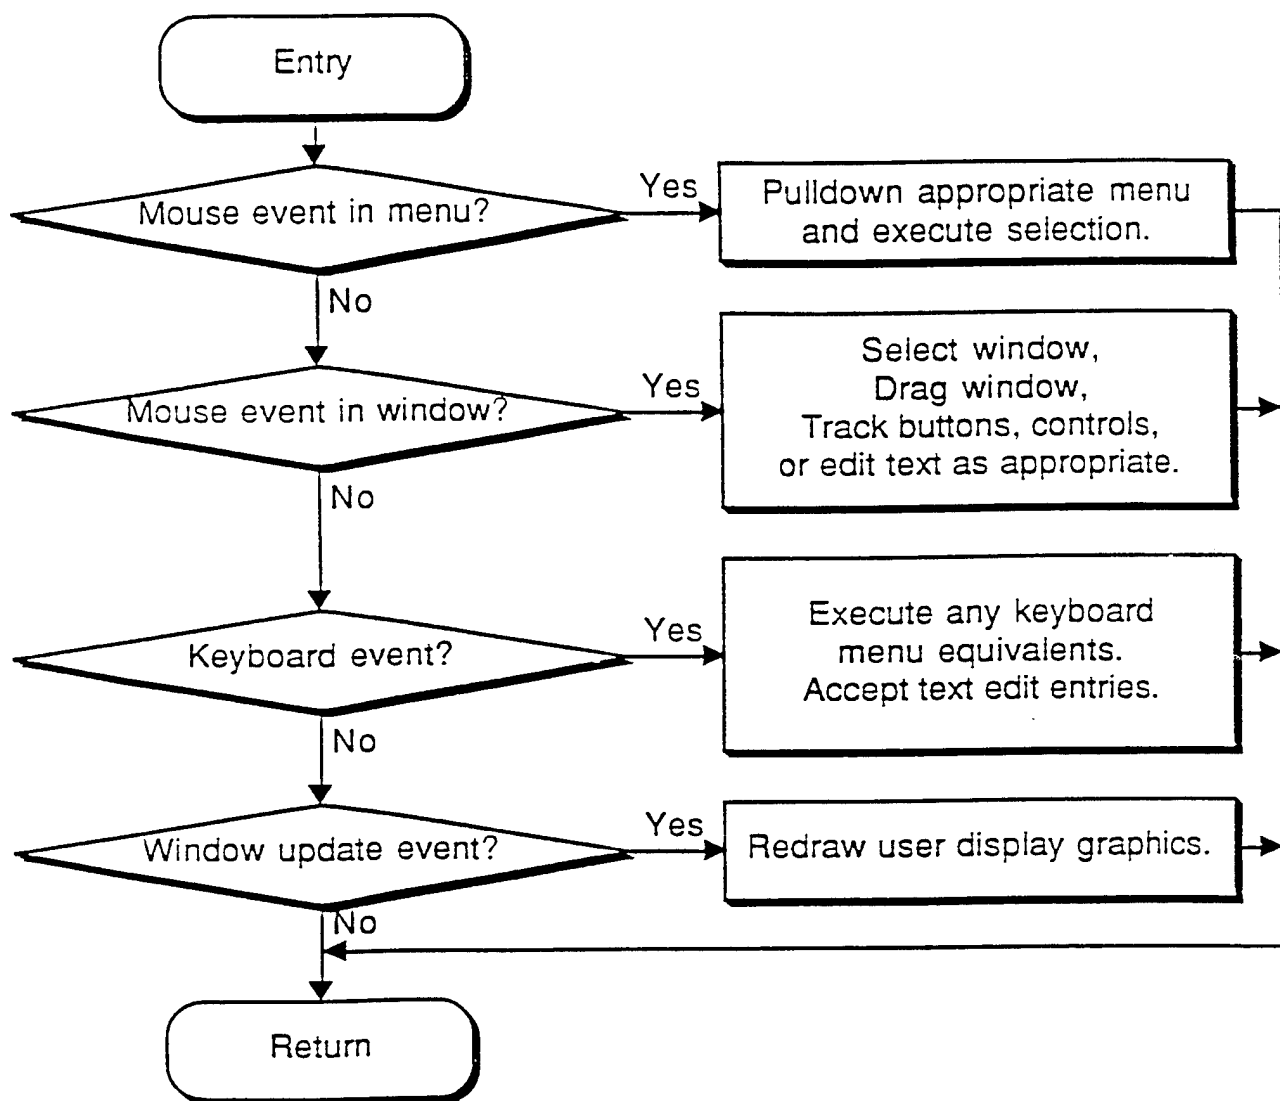 Entry
Mouse event in menu?
Yes
Pulldown appropriate menu
and execute selection.
No
Mouse event in window?
Yes
Select window,
Drag window,
Track buttons, controls,
or edit text as appropriate.
No
Keyboard event?
Yes
Execute any keyboard
menu equivalents.
Accept text edit entries.
No
Window update event?
Yes
Redraw user display graphics.
No
Return